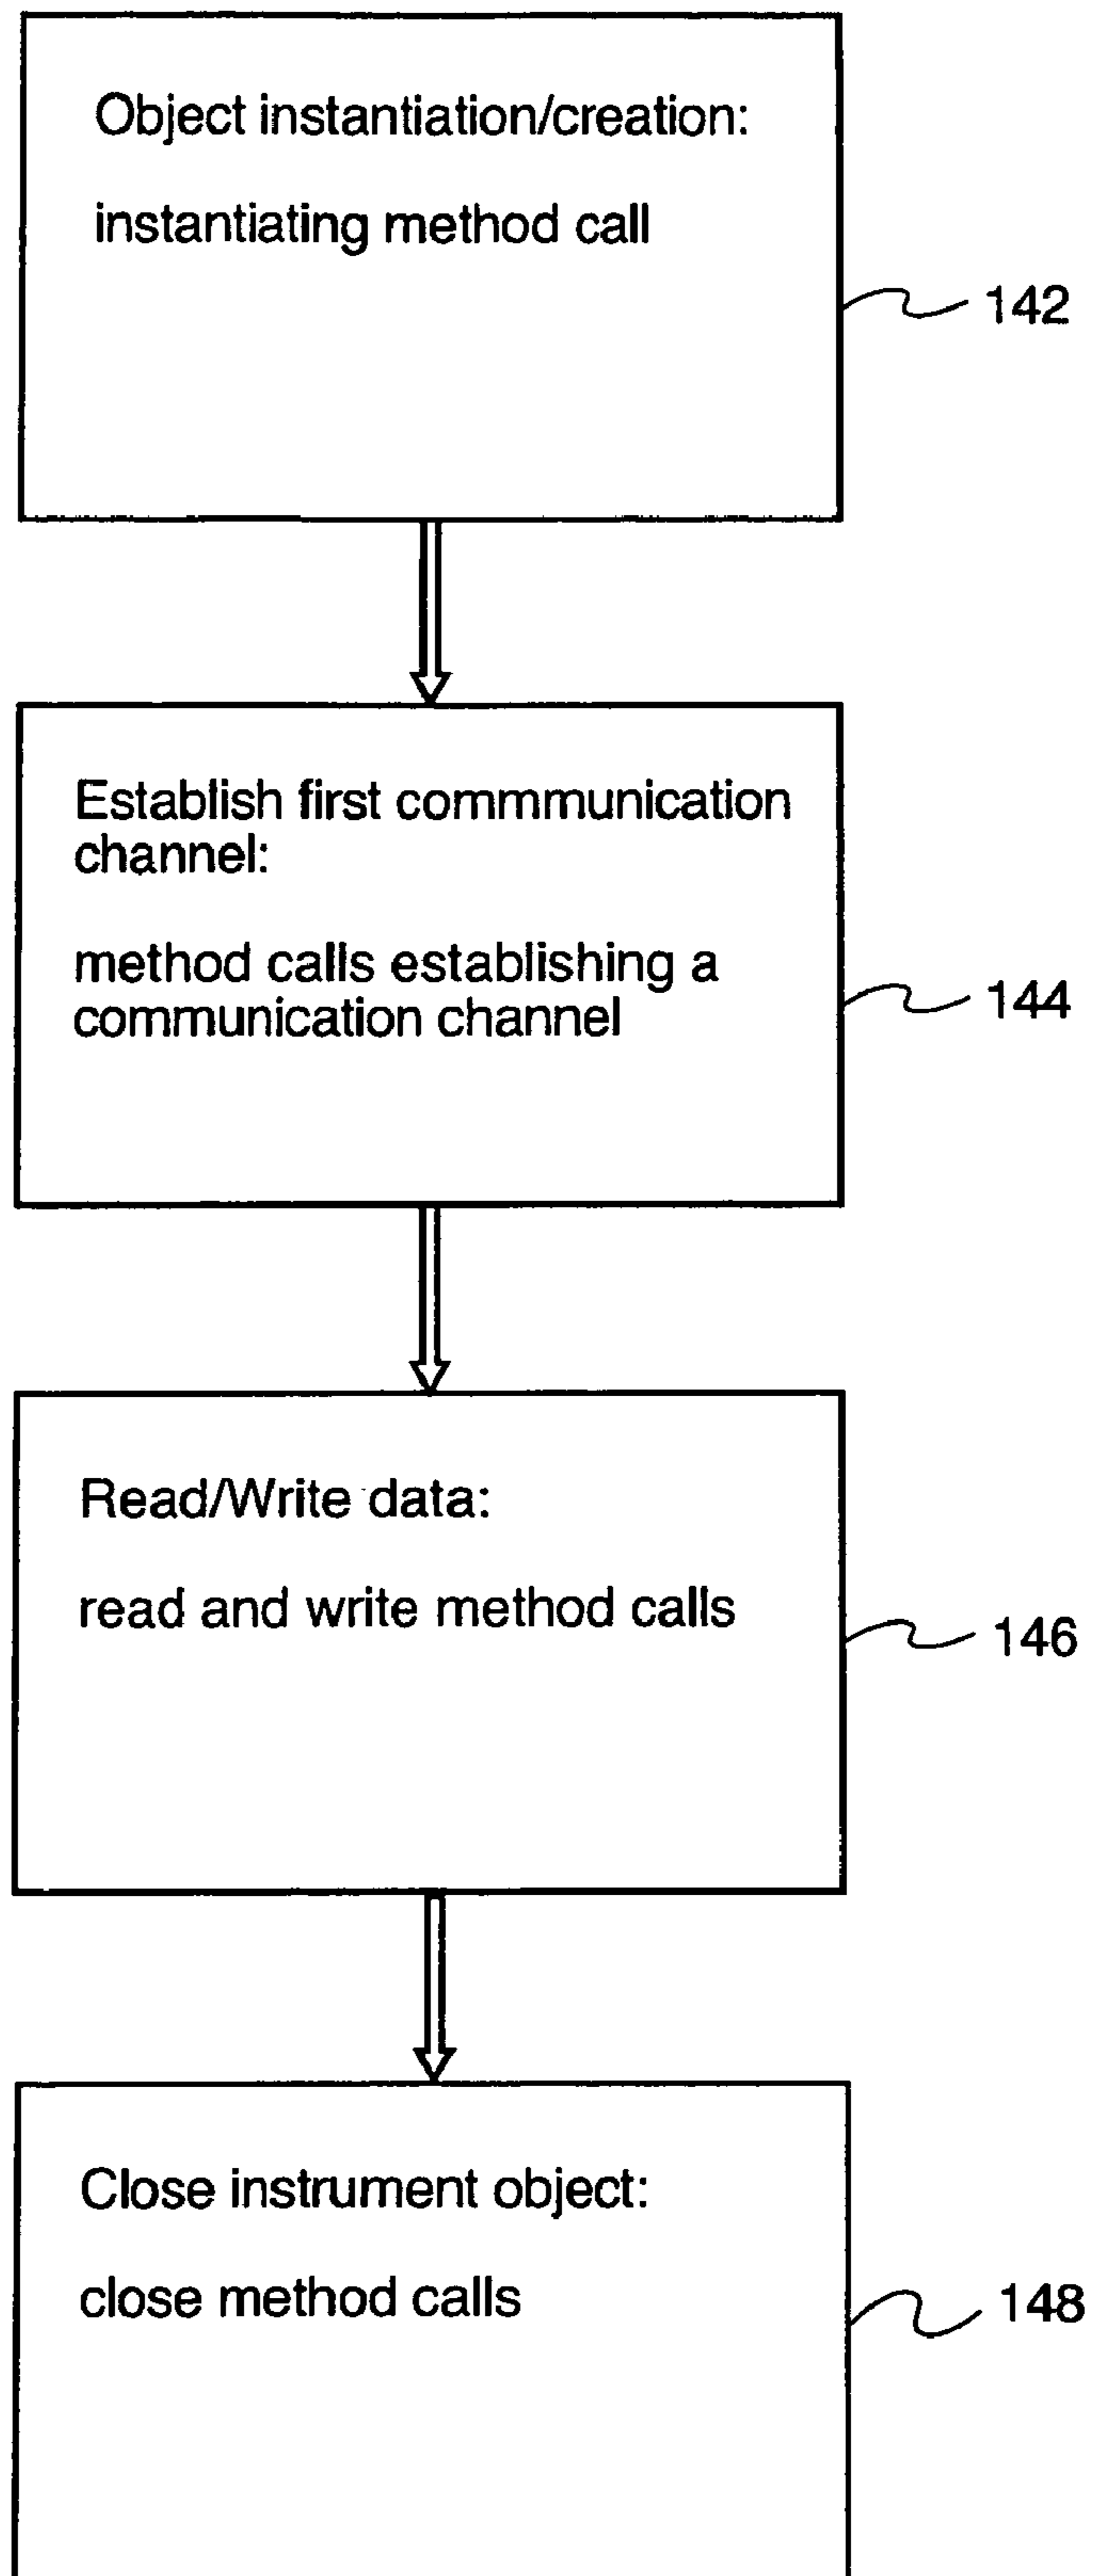 Object instantiation/creation:
instantiating method call
142
Establish first commmunication
channel:
method calls establishing a
communication channel
144
Read/Write data:
read and write method calls
146
Close instrument object:
close method calls
148